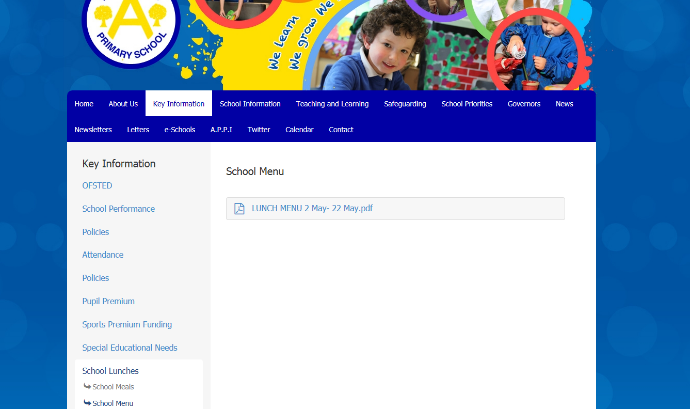 A
PRIMARY SCHOOL
We Learn
We grow We
Home About Us Key Information School Information Teaching and Learning Safeguarding School Priorities Governors News
Newsletters Letters e-Schools A.P.P.I Twitter Calendar Contact
Key Information
OFSTED
School Performance
Policies
Attendance
Policies
Pupil Premium
Sports Premium Funding
Special Educational Needs
School Lunches
School Meals
School Menu
School Menu
LUNCH MENU 2 May- 22 May.pdf